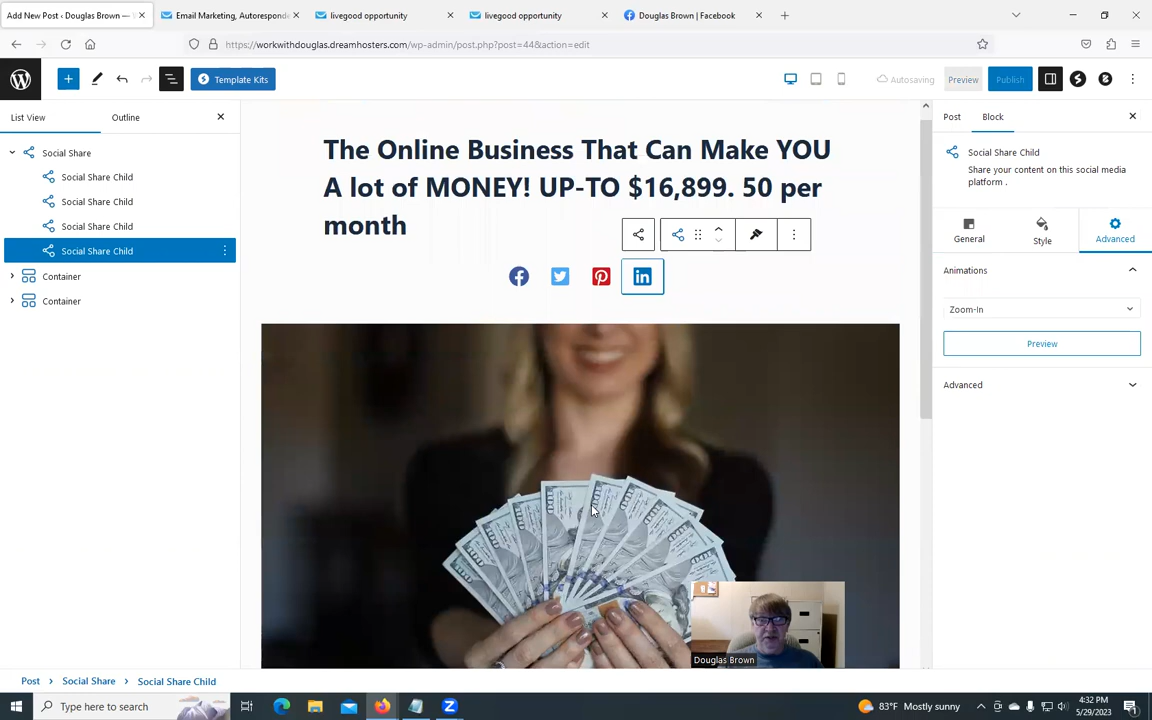 Add New Post ‹ Douglas Brown —
Email Marketing, Autoresponde
livegood opportunity
livegood opportunity
Douglas Brown | Facebook
https://workwithdouglas.dreamhosters.com/wp-admin/post.php?post=44&action=edit
Template Kits
Autosaving
Preview
Publish
List View
Outline
Post
Block
Social Share
Social Share Child
Social Share Child
Social Share Child
Social Share Child
Container
Container
The Online Business That Can Make YOU
A lot of MONEY! UP-TO $16,899. 50 per
month
Social Share Child
Share your content on this social media
platform .
General
Style
Advanced
Animations
Zoom-In
Preview
Advanced
Douglas Brown
Post
Social Share
Social Share Child
Type here to search
83°F Mostly sunny
4:32 PM
5/29/2023